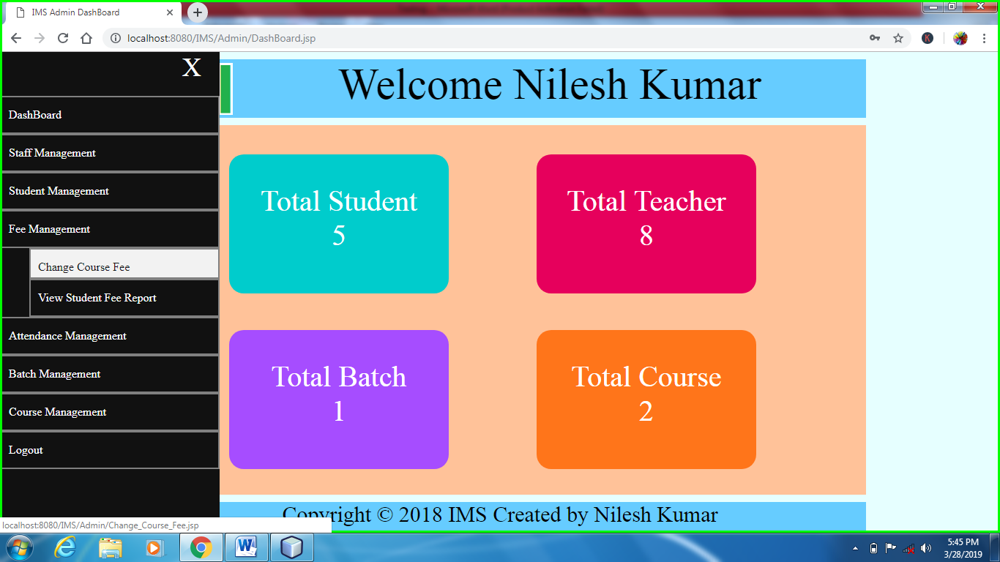 IMS Admin DashBoard
localhost:8080/IMS/Admin/DashBoard.jsp
K
X
DashBoard
Staff Management
Student Management
Fee Management
Change Course Fee
View Student Fee Report
Attendance Management
Batch Management
Course Management
Logout
Welcome Nilesh Kumar
Total Student
5
Total Teacher
8
Total Batch
1
Total Course
2
Copyright © 2018 IMS Created by Nilesh Kumar
localhost:8080/IMS/Admin/Change_Course_Fee.jsp
W
5:45 PM
3/28/2019